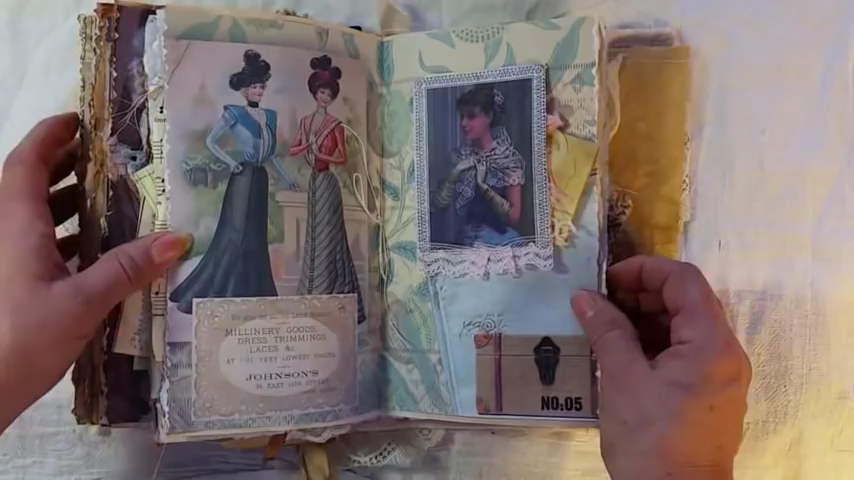 MILLINERY GOODS,
DRESS TRIMMINGS
LACES &c.
AT THE VERY LOWEST PRICES.
JOHNSON'S
NO:05